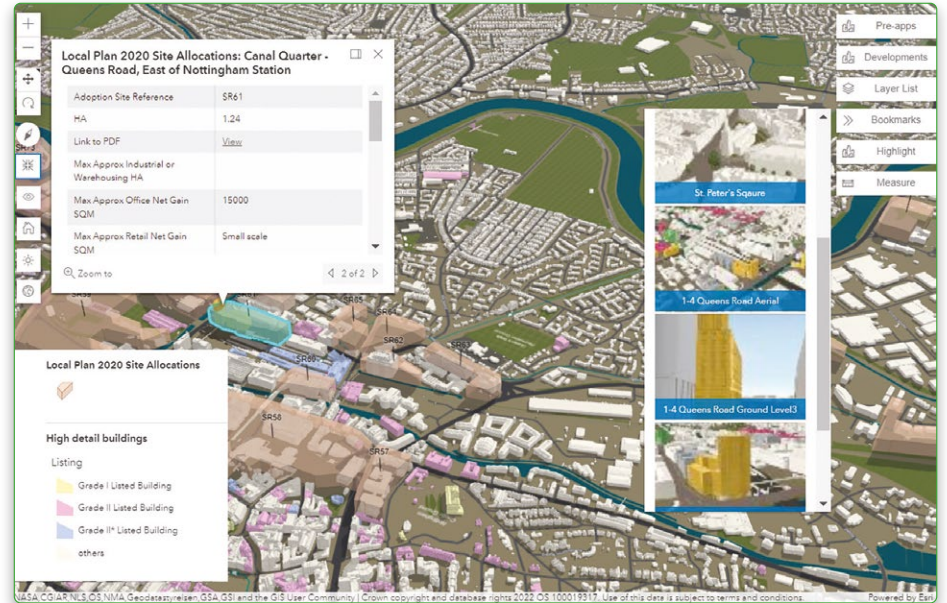 Local Plan 2020 Site Allocations: Canal Quarter -
Queens Road, East of Nottingham Station
Adoption Site Reference SR61
HA 1.24
Link to PDF View
Max Approx Industrial or
Warehousing HA
Max Approx Office Net Gain
SQM 15000
Max Approx Retail Net Gain
SQM Small scale
Zoom to
2 of 2
Pre-apps
Developments
Layer List
Bookmarks
Highlight
Measure
St. Peter's Sqaure
1-4 Queens Road Aerial
1-4 Queens Road Ground Level3
SR73
SR65
SR62
SR63
SR60
SR58
SR57
Local Plan 2020 Site Allocations
High detail buildings
Listing
Grade I Listed Building
Grade II Listed Building
Grade II* Listed Building
others
NASA,CGIAR,NLS,OS,NMA,Geodatastyrelsen,GSA,GSI and the GIS User Community | Crown copyright and database rights 2022 OS 100019317. Use of this data is subject to terms and conditions.
Powered by Esri